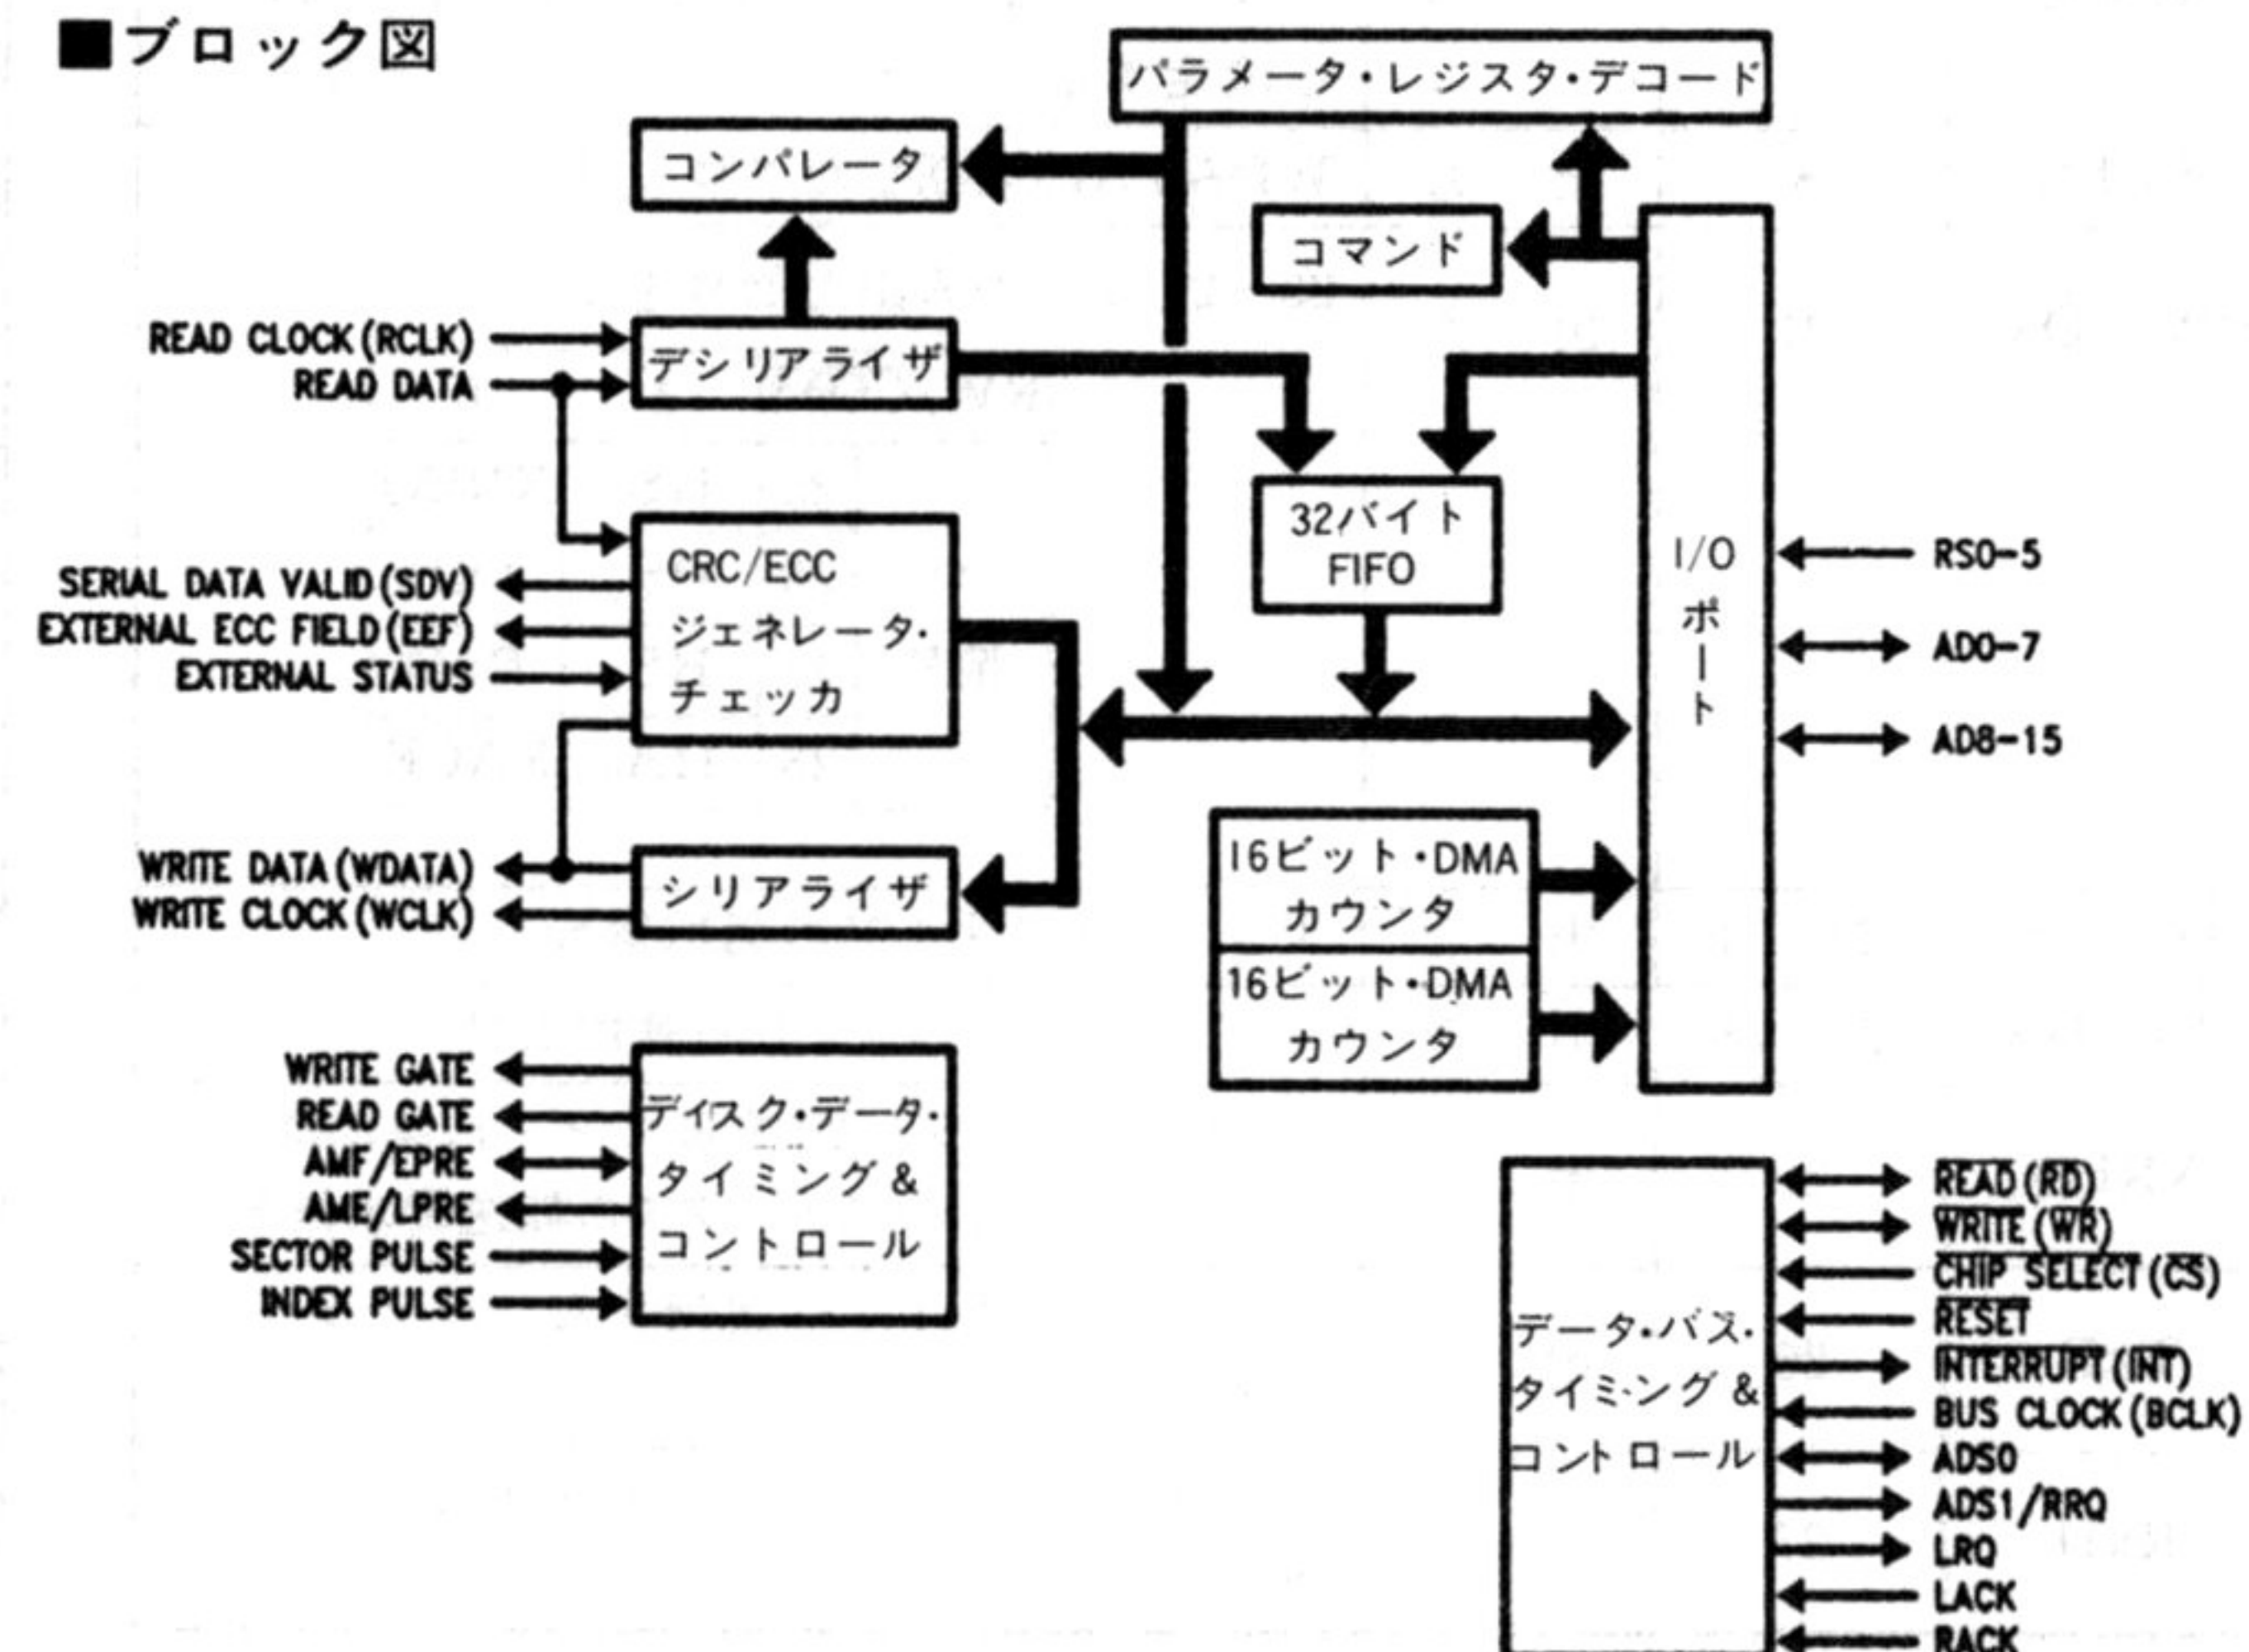 ■ブロック図
パラメータ・レジスタ・デコード
コンパレータ
コマンド
READ CLOCK(RCLK)
READ DATA
デシリアライザ
32バイト
FIFO
I/O
ポート
RS0-5
AD0-7
AD8-15
SERIAL DATA VALID(SDV)
EXTERNAL ECC FIELD(EEF)
EXTERNAL STATUS
CRC/ECC
ジェネレータ・
チェッカ
WRITE DATA(WDATA)
WRITE CLOCK(WCLK)
シリアライザ
16ビット・DMA
カウンタ
16ビット・DMA
カウンタ
WRITE GATE
READ GATE
AMF/EPRE
AME/LPRE
SECTOR PULSE
INDEX PULSE
ディスク・データ・
タイミング&
コントロール
データ・バス・
タイミング&
コントロール
READ(RD)
WRITE(WR)
CHIP SELECT(CS)
RESET
INTERRUPT(INT)
BUS CLOCK(BCLK)
ADS0
ADS1/RRQ
LRQ
LACK
RACK